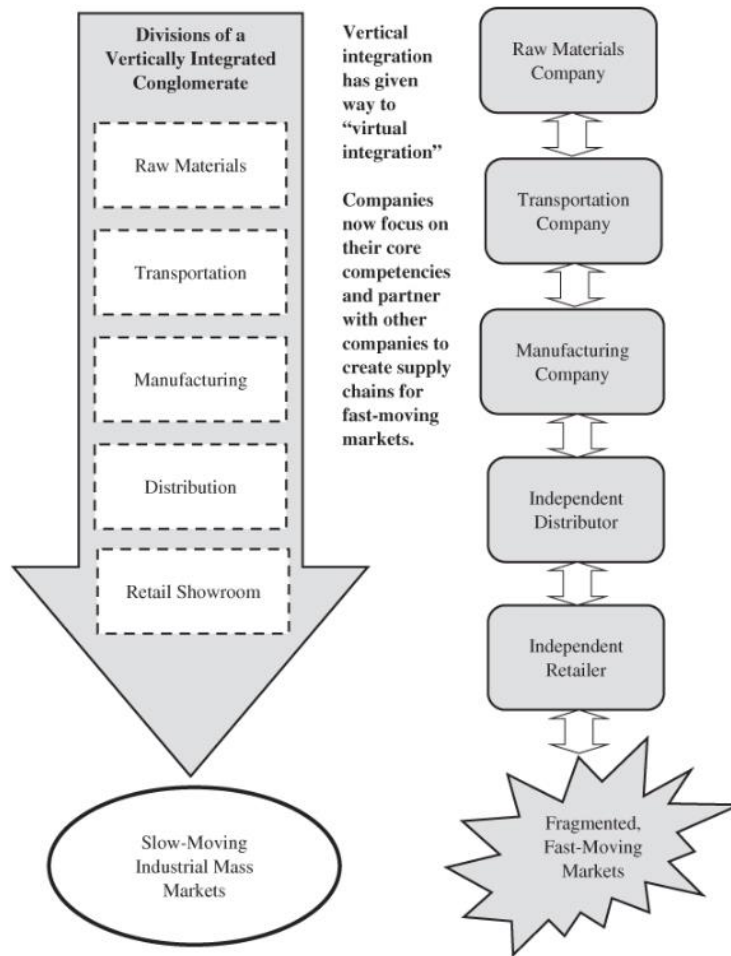 Divisions of a
Vertically Integrated
Conglomerate
Raw Materials
Transportation
Manufacturing
Distribution
Retail Showroom
Slow-Moving
Industrial Mass
Markets
Vertical
integration
has given
way to
“virtual
integration”
Companies
now focus on
their core
competencies
and partner
with other
companies to
create supply
chains for
fast-moving
markets.
Raw Materials
Company
Transportation
Company
Manufacturing
Company
Independent
Distributor
Independent
Retailer
Fragmented,
Fast-Moving
Markets